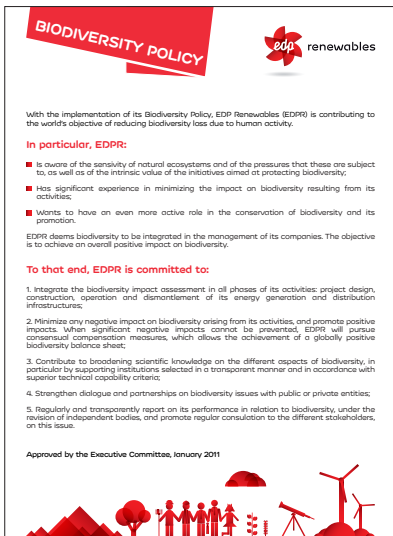 BIODIVERSITY POLICY
edp renewables
With the implementation of its Biodiversity Policy, EDP Renewables (EDPR) is contributing to
the world's objective of reducing biodiversity loss due to human activity.
In particular, EDPR:
Is aware of the sensivity of natural ecosystems and of the pressures that these are subject
to, as well as of the intrinsic value of the initiatives aimed at protecting biodiversity;
Has significant experience in minimizing the impact on biodiversity resulting from its
activities;
Wants to have an even more active role in the conservation of biodiversity and its
promotion.
EDPR deems biodiversity to be integrated in the management of its companies. The objective
is to achieve an overall positive impact on biodiversity.
To that end, EDPR is committed to:
1. Integrate the biodiversity impact assessment in all phases of its activities: project design,
construction, operation and dismantlement of its energy generation and distribution
infrastructures;
2. Minimize any negative impact on biodiversity arising from its activities, and promote positive
impacts. When significant negative impacts cannot be prevented, EDPR will pursue
consensual compensation measures, which allows the achievement of a globally positive
biodiversity balance sheet;
3. Contribute to broadening scientific knowledge on the different aspects of biodiversity, in
particular by supporting institutions selected in a transparent manner and in accordance with
superior technical capability criteria;
4. Strengthen dialogue and partnerships on biodiversity issues with public or private entities;
5. Regularly and transparently report on its performance in relation to biodiversity, under the
revision of independent bodies, and promote regular consulation to the different stakeholders,
on this issue.
Approved by the Executive Committee, January 2011